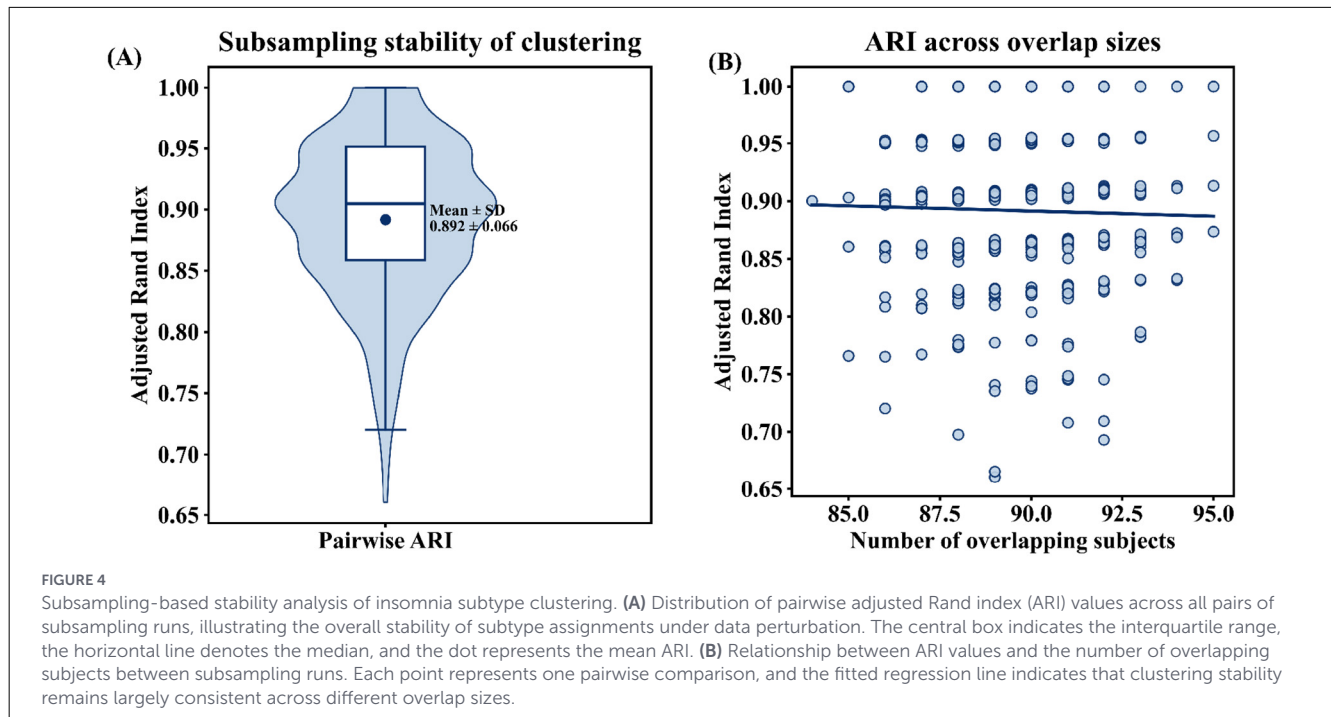 (A)
Subsampling stability of clustering
Adjusted Rand Index
1.00
0.95
0.90
0.85
0.80
0.75
0.70
0.65
Mean ± SD
0.892 ± 0.066
Pairwise ARI
(B)
ARI across overlap sizes
Adjusted Rand Index
1.00
0.95
0.90
0.85
0.80
0.75
0.70
0.65
85.0 87.5 90.0 92.5 95.0
Number of overlapping subjects
FIGURE 4
Subsampling-based stability analysis of insomnia subtype clustering. (A) Distribution of pairwise adjusted Rand index (ARI) values across all pairs of
subsampling runs, illustrating the overall stability of subtype assignments under data perturbation. The central box indicates the interquartile range,
the horizontal line denotes the median, and the dot represents the mean ARI. (B) Relationship between ARI values and the number of overlapping
subjects between subsampling runs. Each point represents one pairwise comparison, and the fitted regression line indicates that clustering stability
remains largely consistent across different overlap sizes.